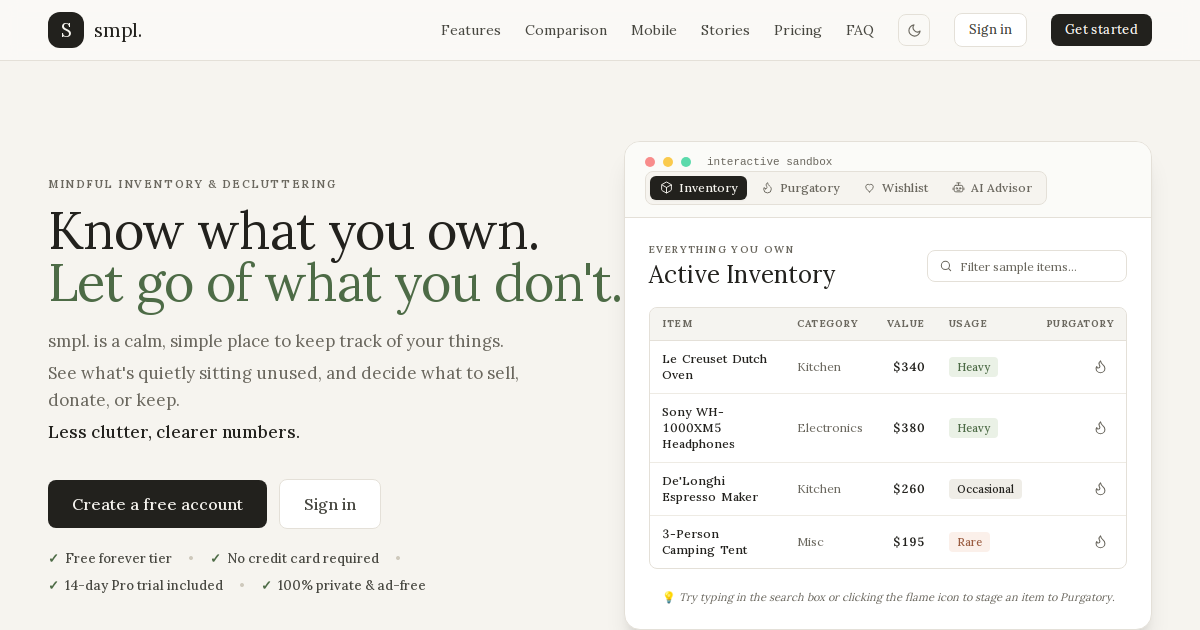 S smpl.
Features Comparison Mobile Stories Pricing FAQ Sign in Get started
MINDFUL INVENTORY & DECLUTTERING
Know what you own.
Let go of what you don't.
smpl. is a calm, simple place to keep track of your things.
See what's quietly sitting unused, and decide what to sell,
donate, or keep.
Less clutter, clearer numbers.
Create a free account Sign in
✓ Free forever tier • ✓ No credit card required •
✓ 14-day Pro trial included • ✓ 100% private & ad-free
interactive sandbox
Inventory Purgatory Wishlist AI Advisor
EVERYTHING YOU OWN
Active Inventory
Filter sample items...
ITEM CATEGORY VALUE USAGE PURGATORY
Le Creuset Dutch
Oven Kitchen $340 Heavy
Sony WH-
1000XM5 Electronics $380 Heavy
Headphones
De'Longhi
Espresso Maker Kitchen $260 Occasional
3-Person
Camping Tent Misc $195 Rare
💡 Try typing in the search box or clicking the flame icon to stage an item to Purgatory.